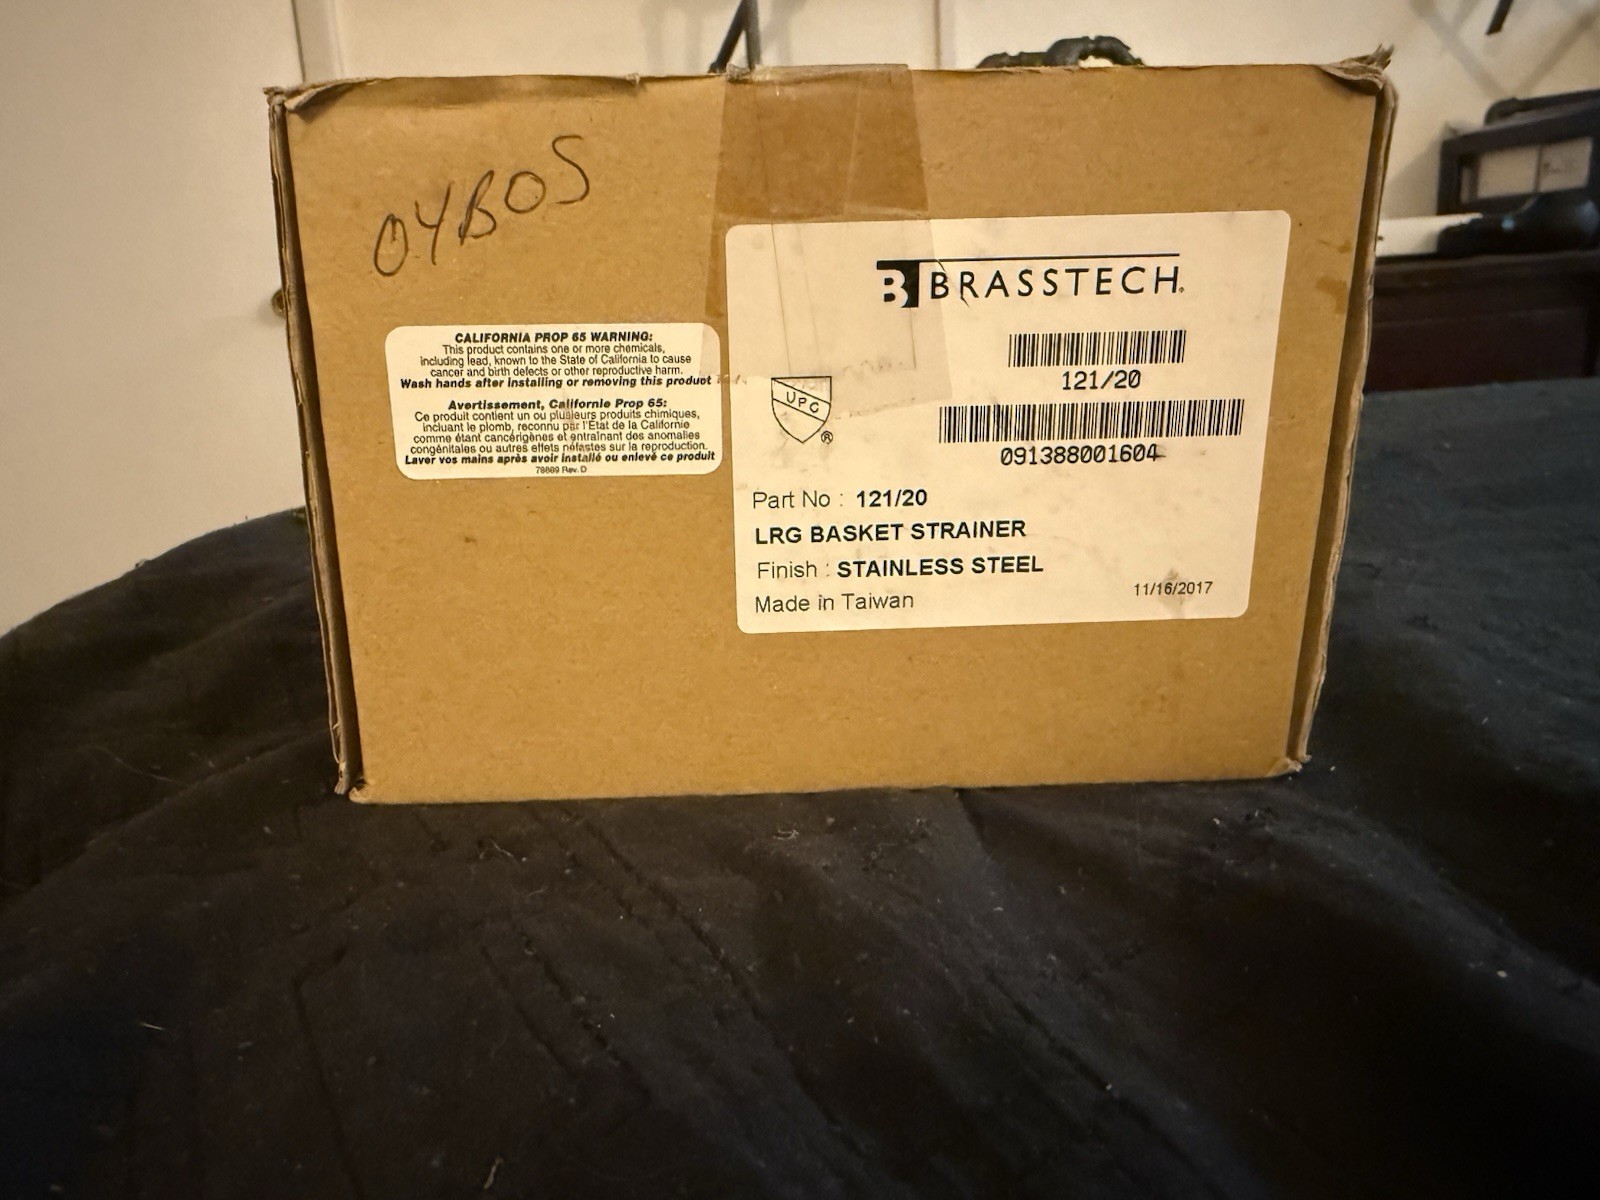 04B0S
BRASSTECH
121/20
091388001604
UPC
®
Part No : 121/20
LRG BASKET STRAINER
Finish : STAINLESS STEEL
Made in Taiwan
11/16/2017
CALIFORNIA PROP 65 WARNING:
This product contains one or more chemicals,
including lead, known to the State of California to cause
cancer and birth defects or other reproductive harm.
Wash hands after installing or removing this product
Avertissement, Californie Prop 65:
Ce produit contient un ou plusieurs produits chimiques,
incluant le plomb, reconnu par l'État de la Californie
comme étant cancérigènes et entraînant des anomalies
congénitales ou autres effets néfastes sur la reproduction.
Laver vos mains après avoir installé ou enlevé ce produit
78889 Rev. D